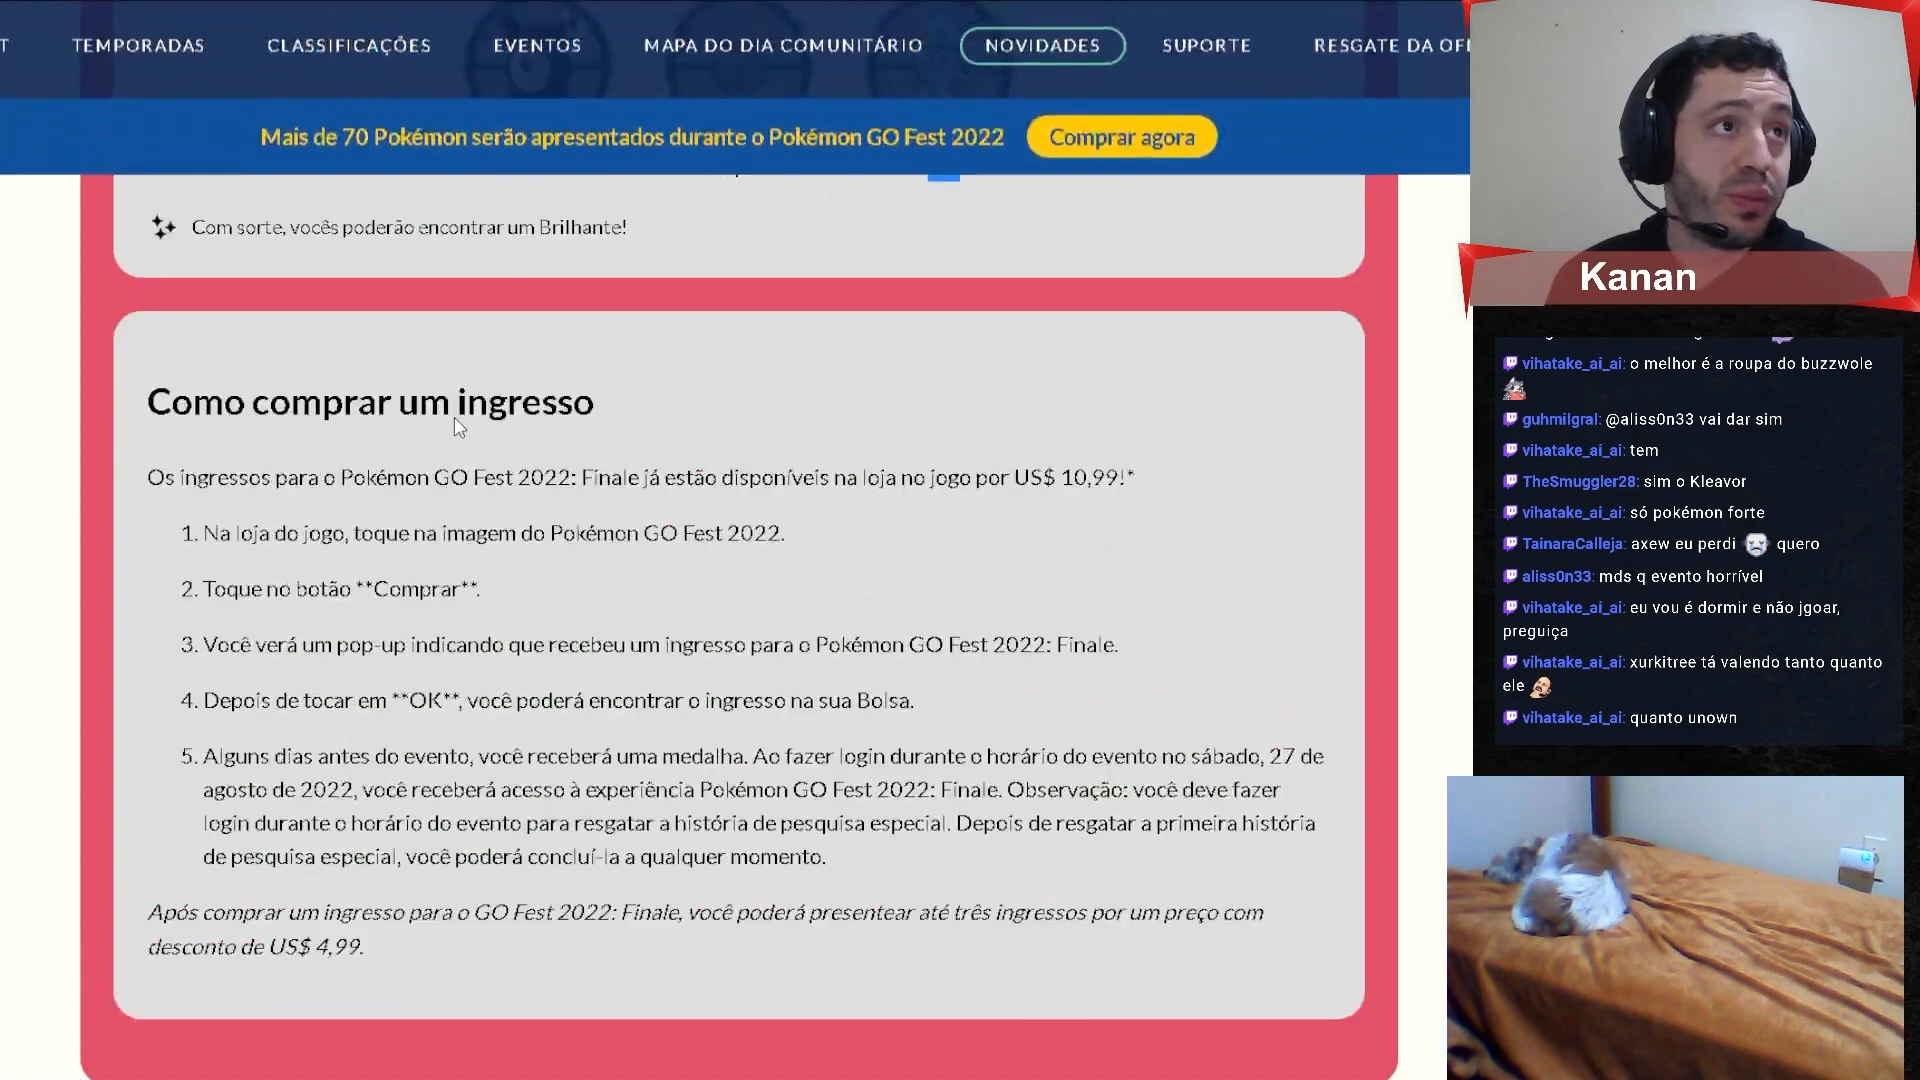 T TEMPORADAS CLASSIFICAÇÕES EVENTOS MAPA DO DIA COMUNITÁRIO NOVIDADES SUPORTE RESGATE DA OF
Mais de 70 Pokémon serão apresentados durante o Pokémon GO Fest 2022 Comprar agora
Com sorte, vocês poderão encontrar um Brilhante!
Como comprar um ingresso
Os ingressos para o Pokémon GO Fest 2022: Finale já estão disponíveis na loja no jogo por US$ 10,99!*
1. Na loja do jogo, toque na imagem do Pokémon GO Fest 2022.
2. Toque no botão **Comprar**.
3. Você verá um pop-up indicando que recebeu um ingresso para o Pokémon GO Fest 2022: Finale.
4. Depois de tocar em **OK**, você poderá encontrar o ingresso na sua Bolsa.
5. Alguns dias antes do evento, você receberá uma medalha. Ao fazer login durante o horário do evento no sábado, 27 de
agosto de 2022, você receberá acesso à experiência Pokémon GO Fest 2022: Finale. Observação: você deve fazer
login durante o horário do evento para resgatar a história de pesquisa especial. Depois de resgatar a primeira história
de pesquisa especial, você poderá concluí-la a qualquer momento.
Após comprar um ingresso para o GO Fest 2022: Finale, você poderá presentear até três ingressos por um preço com
desconto de US$ 4,99.
Kanan
vihatake_ai_ai: o melhor é a roupa do buzzwole
guhmilgral: @aliss0n33 vai dar sim
vihatake_ai_ai: tem
TheSmuggler28: sim o Kleavor
vihatake_ai_ai: só pokémon forte
TainaraCalleja: axew eu perdi quero
aliss0n33: mds q evento horrível
vihatake_ai_ai: eu vou é dormir e não jgoar,
preguiça
vihatake_ai_ai: xurkitree tá valendo tanto quanto
ele
vihatake_ai_ai: quanto unown